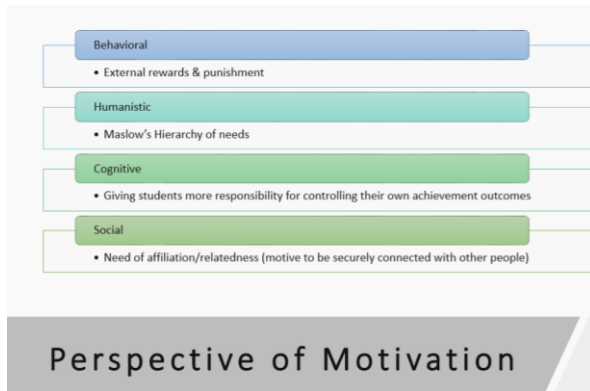 Behavioral
• External rewards & punishment
Humanistic
• Maslow's Hierarchy of needs
Cognitive
• Giving students more responsibility for controlling their own achievement outcomes
Social
• Need of affiliation/relatedness (motive to be securely connected with other people)
Perspective of Motivation